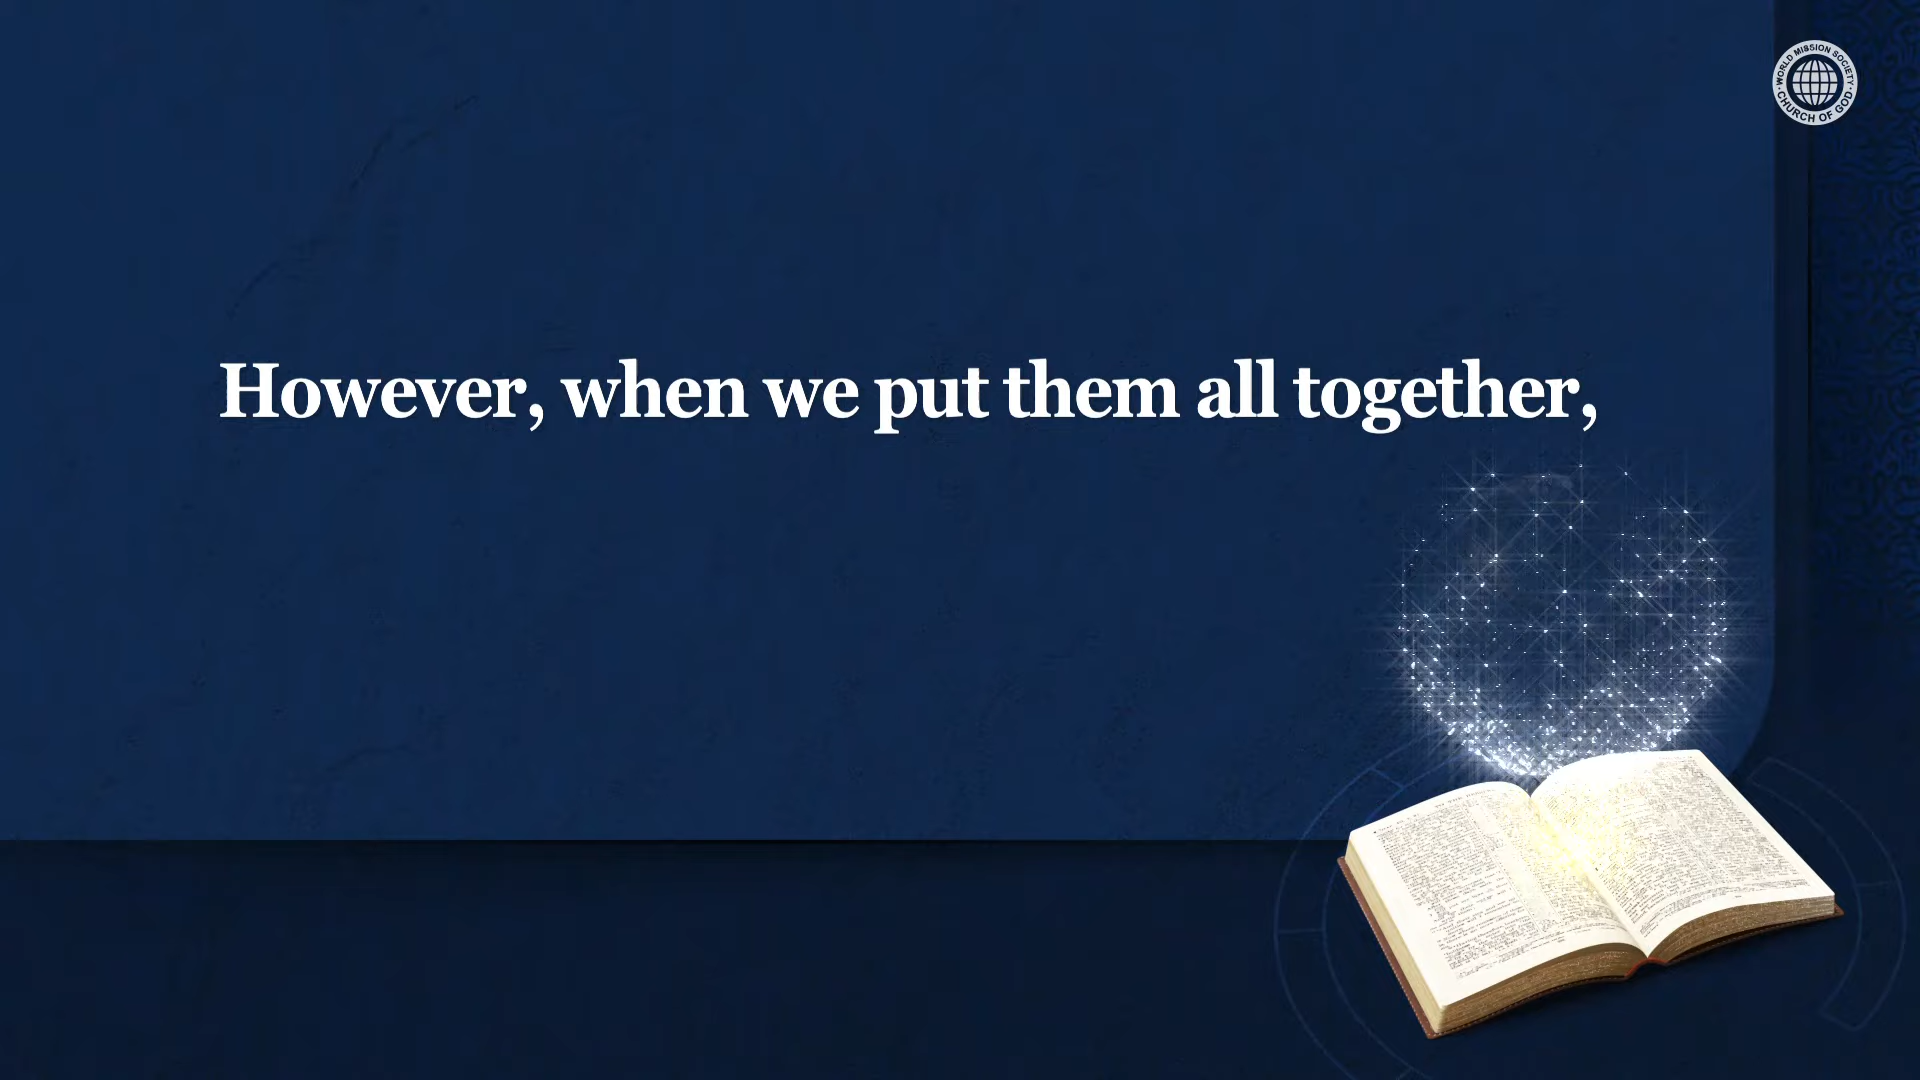 WORLD MISSION SOCIETY
CHURCH OF GOD
However, when we put them all together,